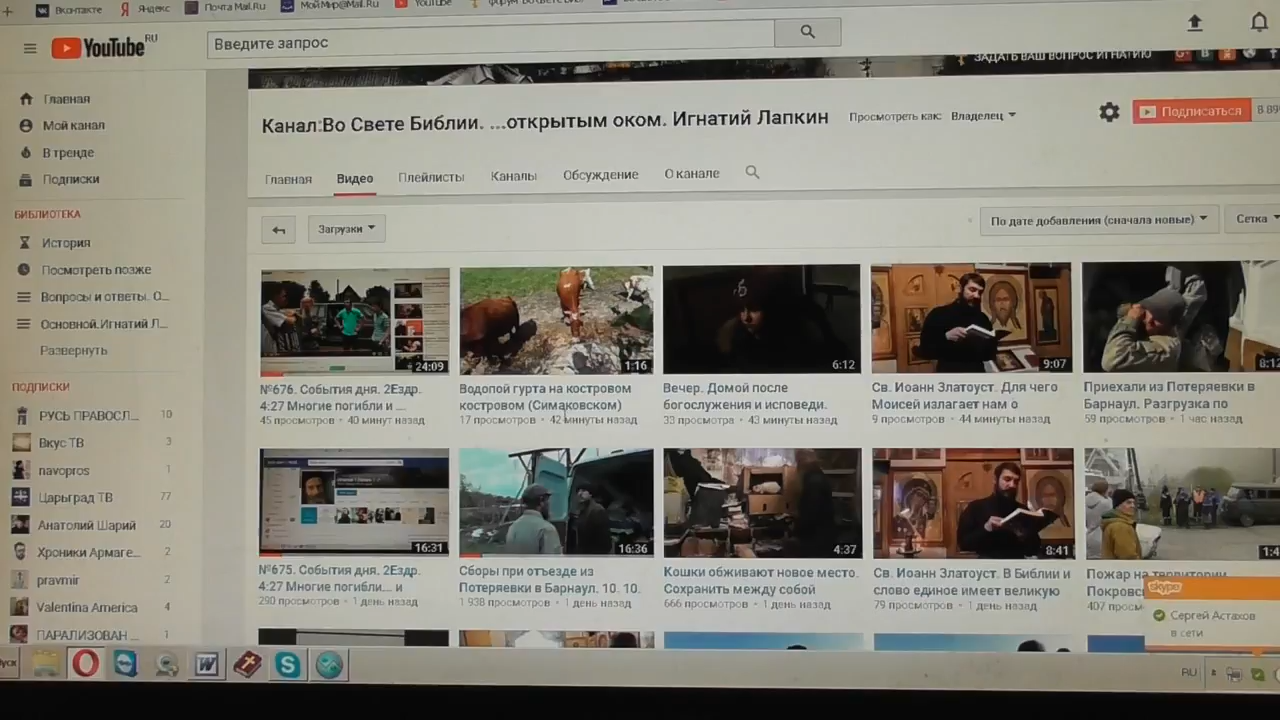 Вконтакте Яндекс Почта Mail.Ru МойМир@Mail.Ru YouTube
YouTube RU
Введите запрос
ЗАДАТЬ ВАШ ВОПРОС ИГНАТИЮ
Главная
Мой канал
В тренде
Подписки
БИБЛИОТЕКА
История
Посмотреть позже
Вопросы и ответы. О...
Основной.Игнатий Л...
Развернуть
ПОДПИСКИ
РУСЬ ПРАВОСЛ... 10
Вкус ТВ 3
navopros 1
Царьград ТВ 77
Анатолий Шарий 20
Хроники Армаге... 2
pravmir 2
Valentina America 4
ПАРАЛИЗОВАН ... 1
Канал:Во Свете Библии. ...открытым оком. Игнатий Лапкин
Просмотреть как: Владелец
Подписаться
Главная Видео Плейлисты Каналы Обсуждение О канале
Загрузки
По дате добавления (сначала новые)
Сетка
24:09 1:16 6:12 9:07 8:12
№676. События дня. 2Ездр.
4:27 Многие погибли и ....
45 просмотров • 40 минут назад
Водопой гурта на костровом
костровом (Симаковском)
17 просмотров • 42 минуты назад
Вечер. Домой после
богослужения и исповеди.
33 просмотра • 43 минуты назад
Св. Иоанн Златоуст. Для чего
Моисей излагает нам о
9 просмотров • 44 минуты назад
Приехали из Потеряевки в
Барнаул. Разгрузка по
59 просмотров • 1 час назад
16:31 16:36 4:37 8:41 1:4
№675. События дня. 2Ездр.
4:27 Многие погибли.... и
290 просмотров • 1 день назад
Сборы при отъезде из
Потеряевки в Барнаул. 10. 10.
1 938 просмотров • 1 день назад
Кошки обживают новое место.
Сохранить между собой
666 просмотров • 1 день назад
Св. Иоанн Златоуст. В Библии и
слово единое имеет великую
79 просмотров • 1 день назад
Пожар на территории
Покровс
407 просм
skype
Сергей Астахов
в сети
RU